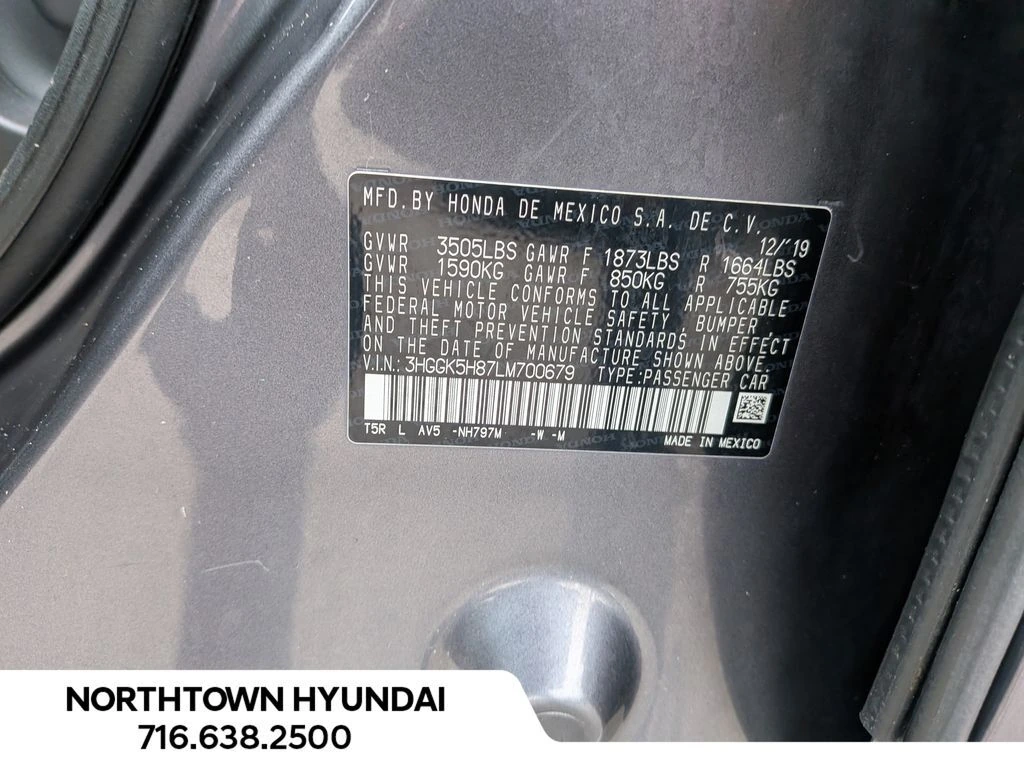 MFD. BY HONDA DE MEXICO S.A. DE C.V.
12/'19
GVWR 3505LBS GAWR F 1873LBS R 1664LBS
GVWR 1590KG GAWR F 850KG R 755KG
THIS VEHICLE CONFORMS TO ALL APPLICABLE
FEDERAL MOTOR VEHICLE SAFETY, BUMPER,
AND THEFT PREVENTION STANDARDS IN EFFECT
ON THE DATE OF MANUFACTURE SHOWN ABOVE.
V.I.N.: 3HGGK5H87LM700679 TYPE:PASSENGER CAR
T5R L AV5 -NH797M -W -M
MADE IN MEXICO
NORTHTOWN HYUNDAI
716.638.2500